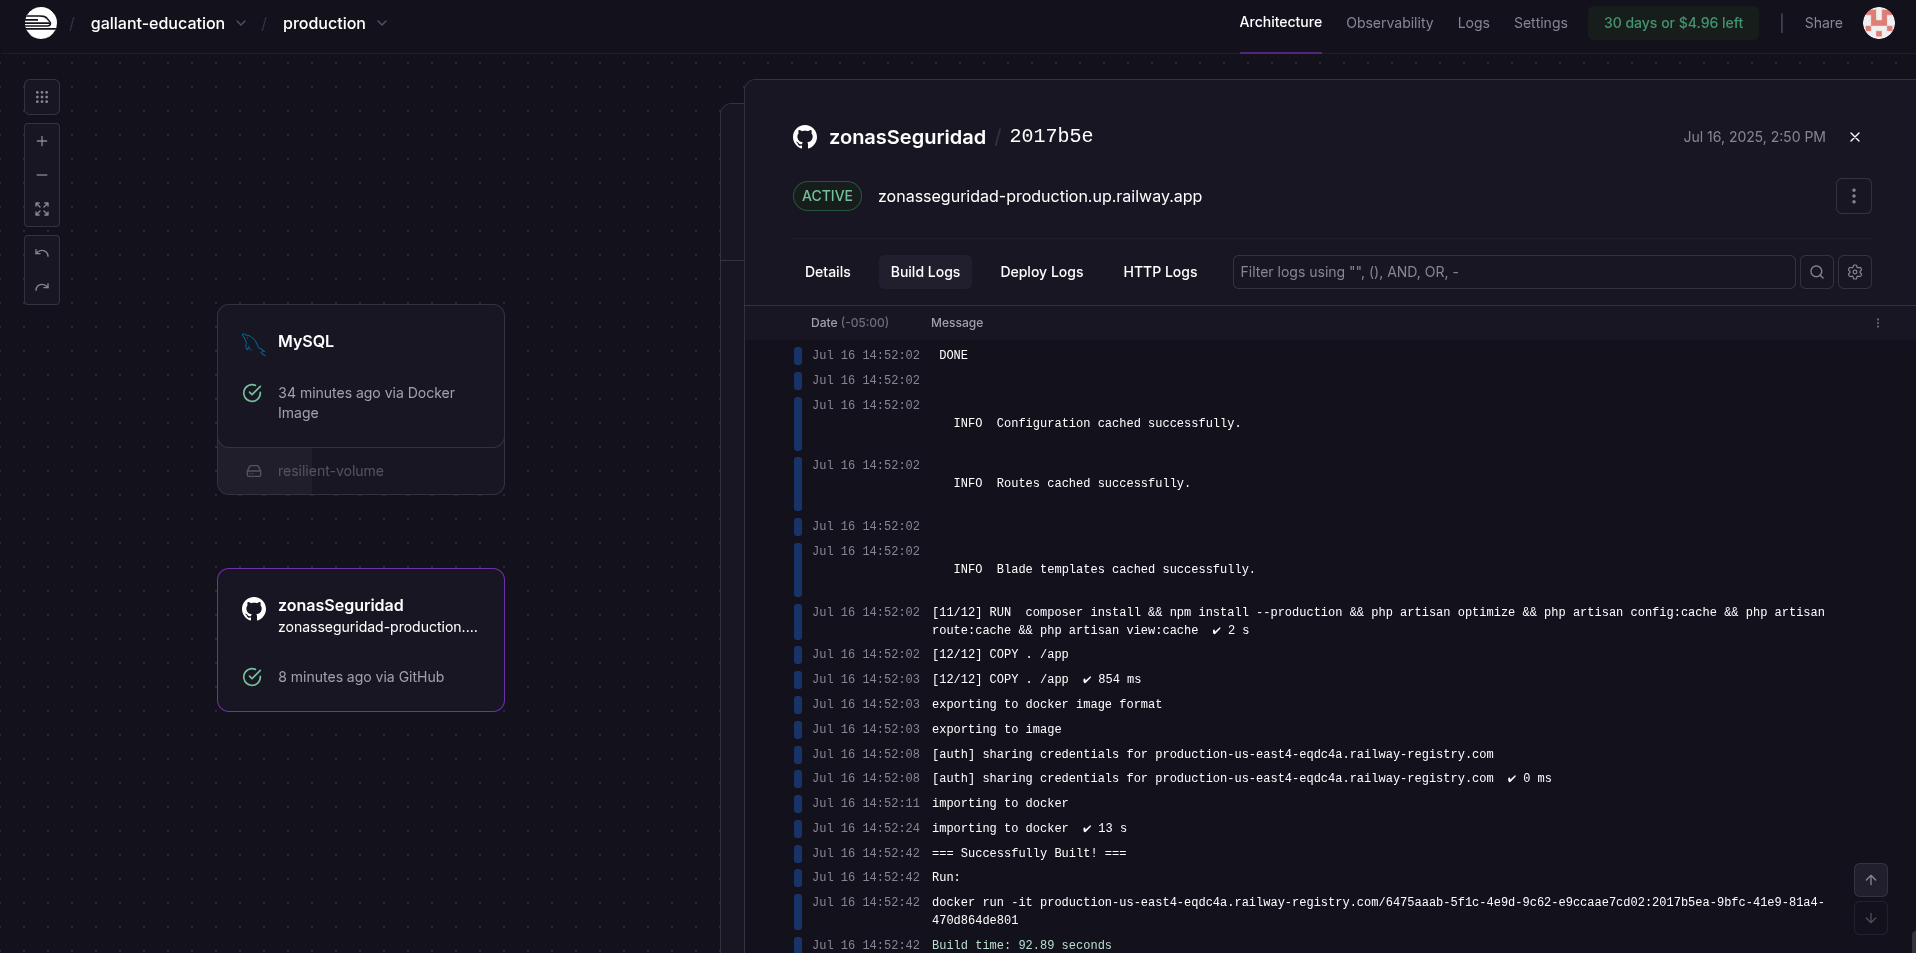 / gallant-education / production
Architecture Observability Logs Settings 30 days or $4.96 left Share
zonasSeguridad / 2017b5e Jul 16, 2025, 2:50 PM
ACTIVE zonasseguridad-production.up.railway.app
Details Build Logs Deploy Logs HTTP Logs Filter logs using "", (), AND, OR, -
MySQL
34 minutes ago via Docker
Image
resilient-volume
zonasSeguridad
zonasseguridad-production....
8 minutes ago via GitHub
Date (-05:00) Message
Jul 16 14:52:02 DONE
Jul 16 14:52:02
Jul 16 14:52:02
INFO Configuration cached successfully.
Jul 16 14:52:02
INFO Routes cached successfully.
Jul 16 14:52:02
Jul 16 14:52:02
INFO Blade templates cached successfully.
Jul 16 14:52:02 [11/12] RUN composer install && npm install --production && php artisan optimize && php artisan config:cache && php artisan
route:cache && php artisan view:cache ✔ 2 s
Jul 16 14:52:02 [12/12] COPY . /app
Jul 16 14:52:03 [12/12] COPY . /app ✔ 854 ms
Jul 16 14:52:03 exporting to docker image format
Jul 16 14:52:03 exporting to image
Jul 16 14:52:08 [auth] sharing credentials for production-us-east4-eqdc4a.railway-registry.com
Jul 16 14:52:08 [auth] sharing credentials for production-us-east4-eqdc4a.railway-registry.com ✔ 0 ms
Jul 16 14:52:11 importing to docker
Jul 16 14:52:24 importing to docker ✔ 13 s
Jul 16 14:52:42 === Successfully Built! ===
Jul 16 14:52:42 Run:
Jul 16 14:52:42 docker run -it production-us-east4-eqdc4a.railway-registry.com/6475aaab-5f1c-4e9d-9c62-e9ccaae7cd02:2017b5ea-9bfc-41e9-81a4-
470d864de801
Jul 16 14:52:42 Build time: 92.89 seconds